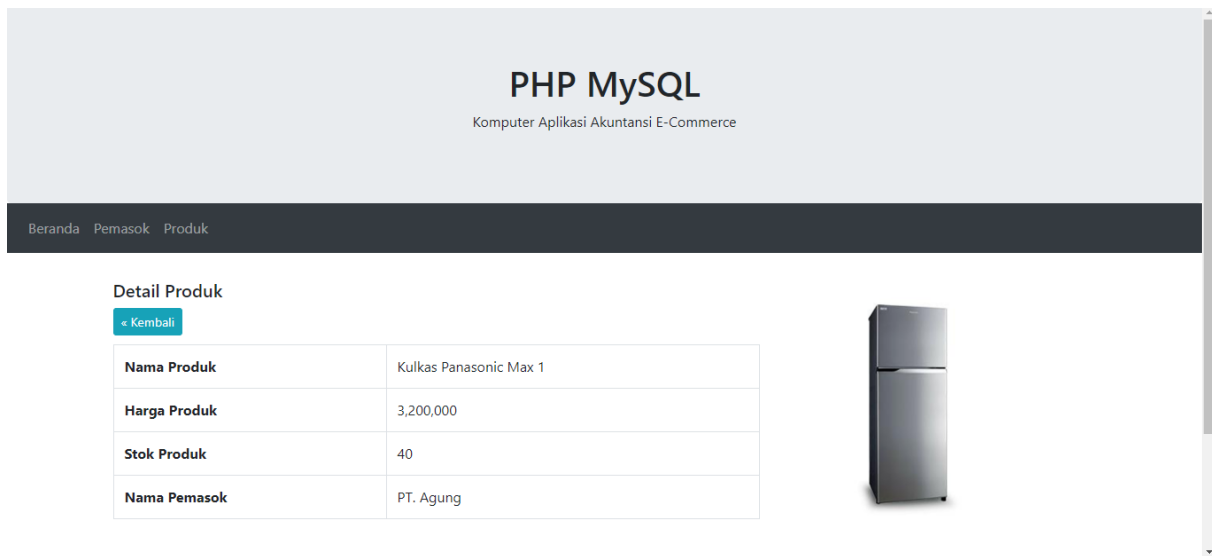 PHP MySQL
Komputer Aplikasi Akuntansi E-Commerce
Beranda Pemasok Produk
Detail Produk
« Kembali
Nama Produk Kulkas Panasonic Max 1
Harga Produk 3,200,000
Stok Produk 40
Nama Pemasok PT. Agung